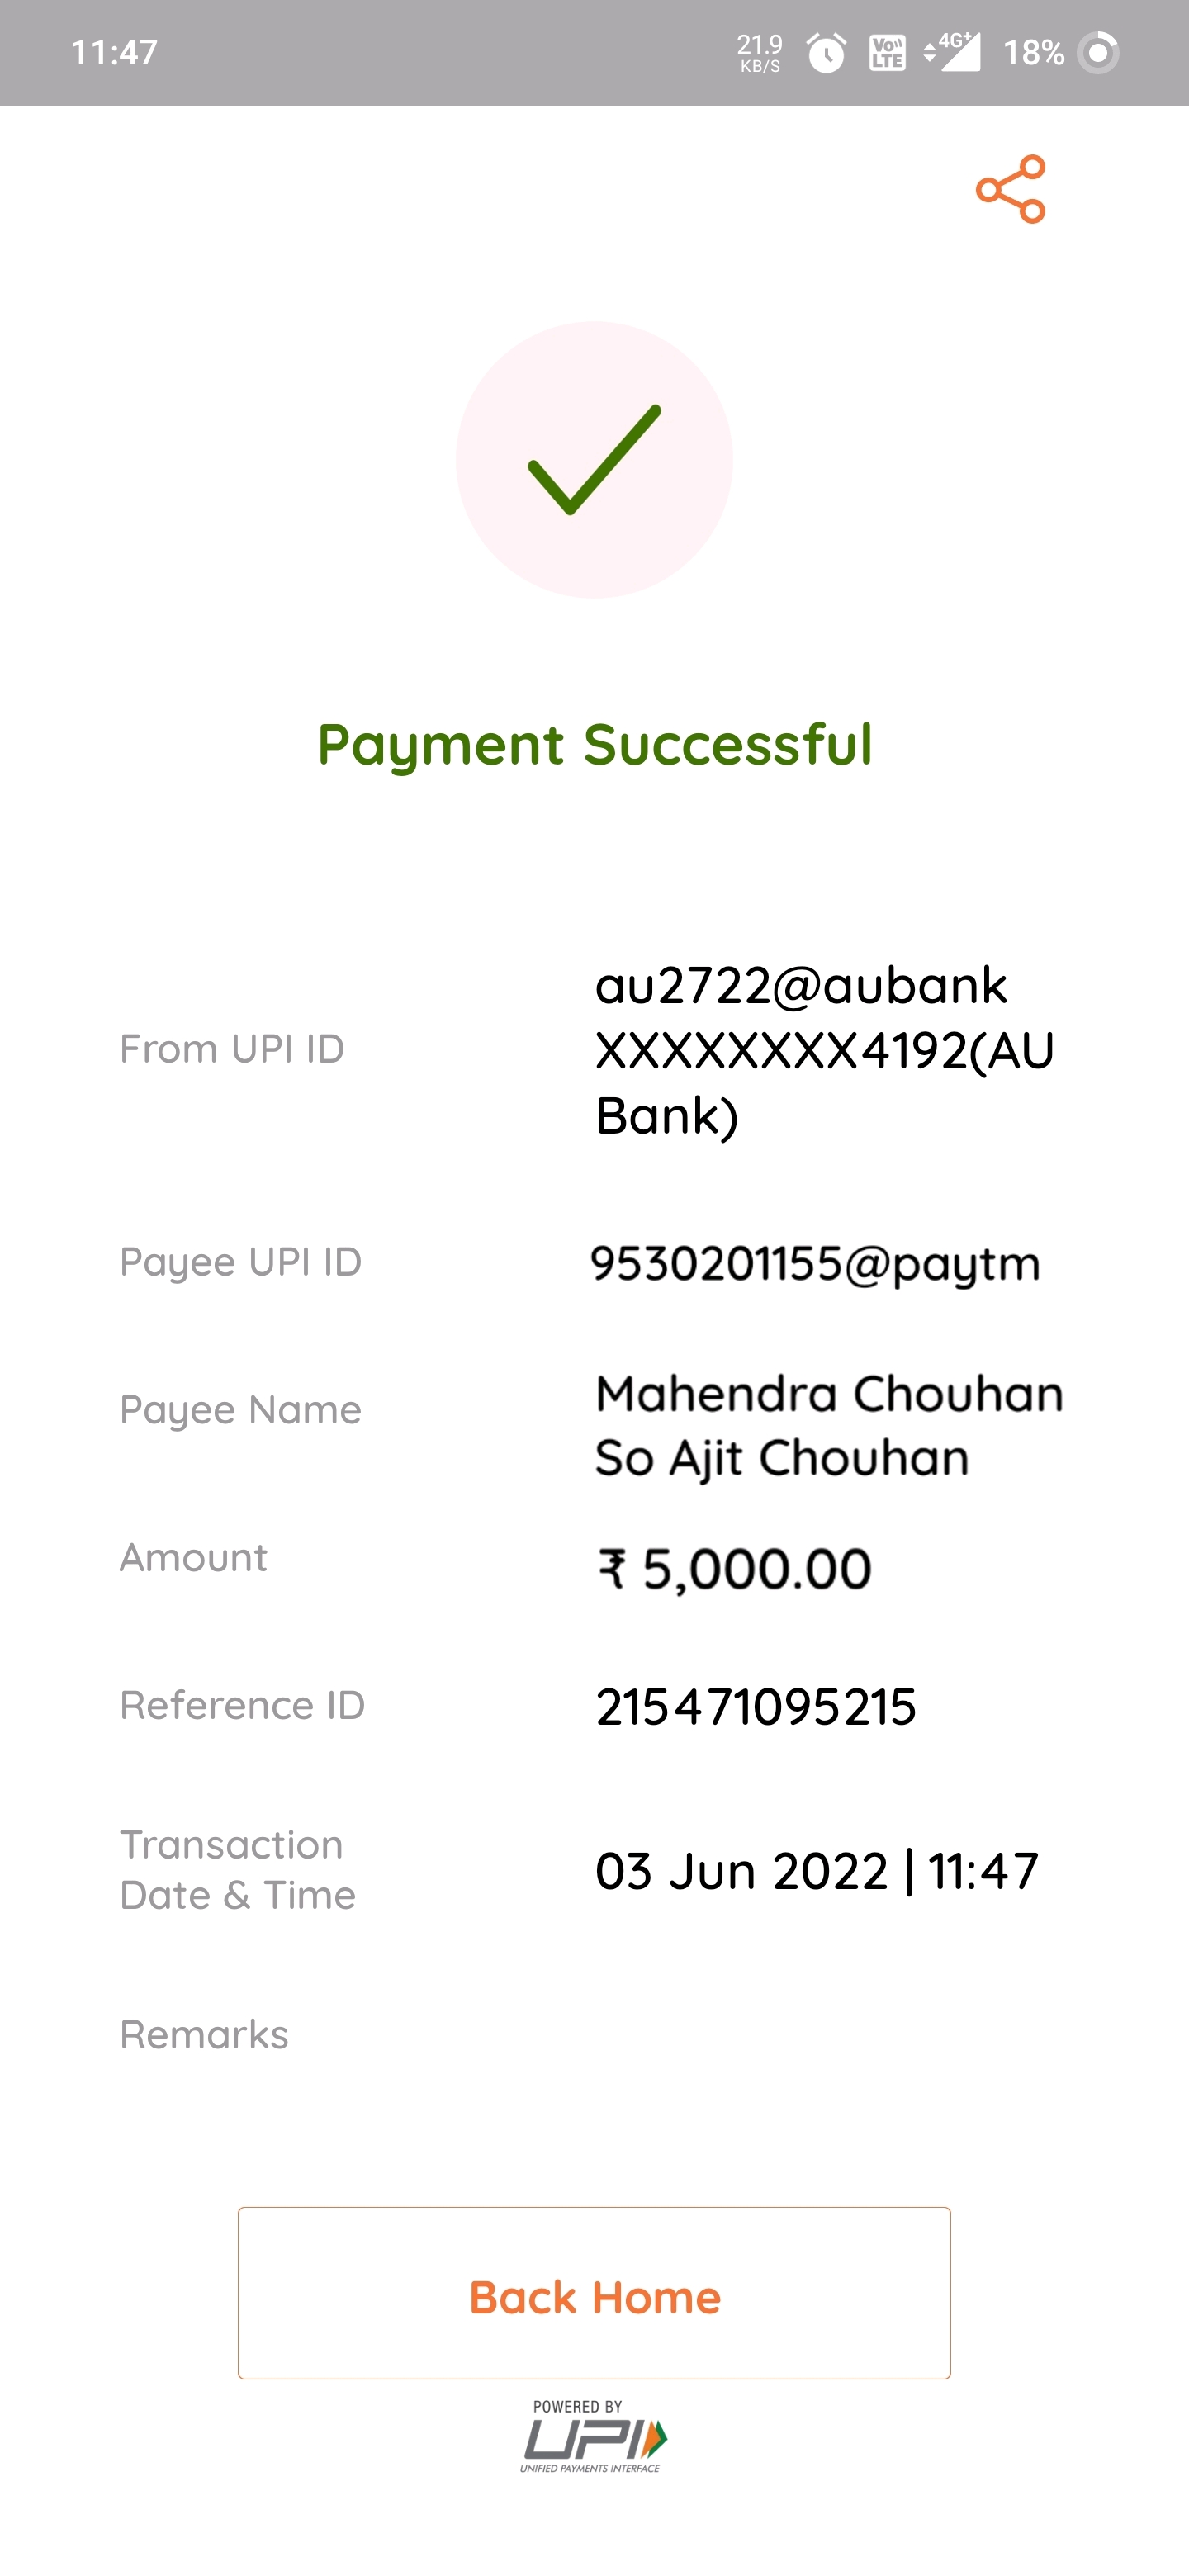 11:47
21.9
KB/S
Vo
LTE
4G+
18%
Payment Successful
From UPI ID
au2722@aubank
XXXXXXXX4192(AU
Bank)
Payee UPI ID
9530201155@paytm
Payee Name
Mahendra Chouhan
So Ajit Chouhan
Amount
₹ 5,000.00
Reference ID
215471095215
Transaction
Date & Time
03 Jun 2022 | 11:47
Remarks
Back Home
POWERED BY
UPI
UNIFIED PAYMENTS INTERFACE